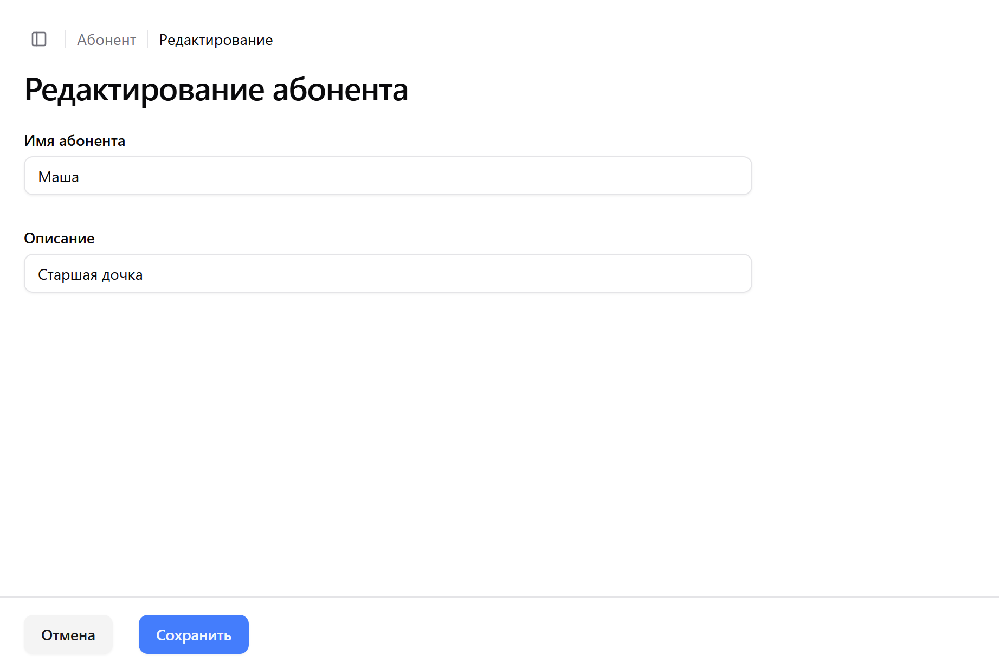 Абонент Редактирование
Редактирование абонента
Имя абонента
Маша
Описание
Старшая дочка
Отмена Сохранить